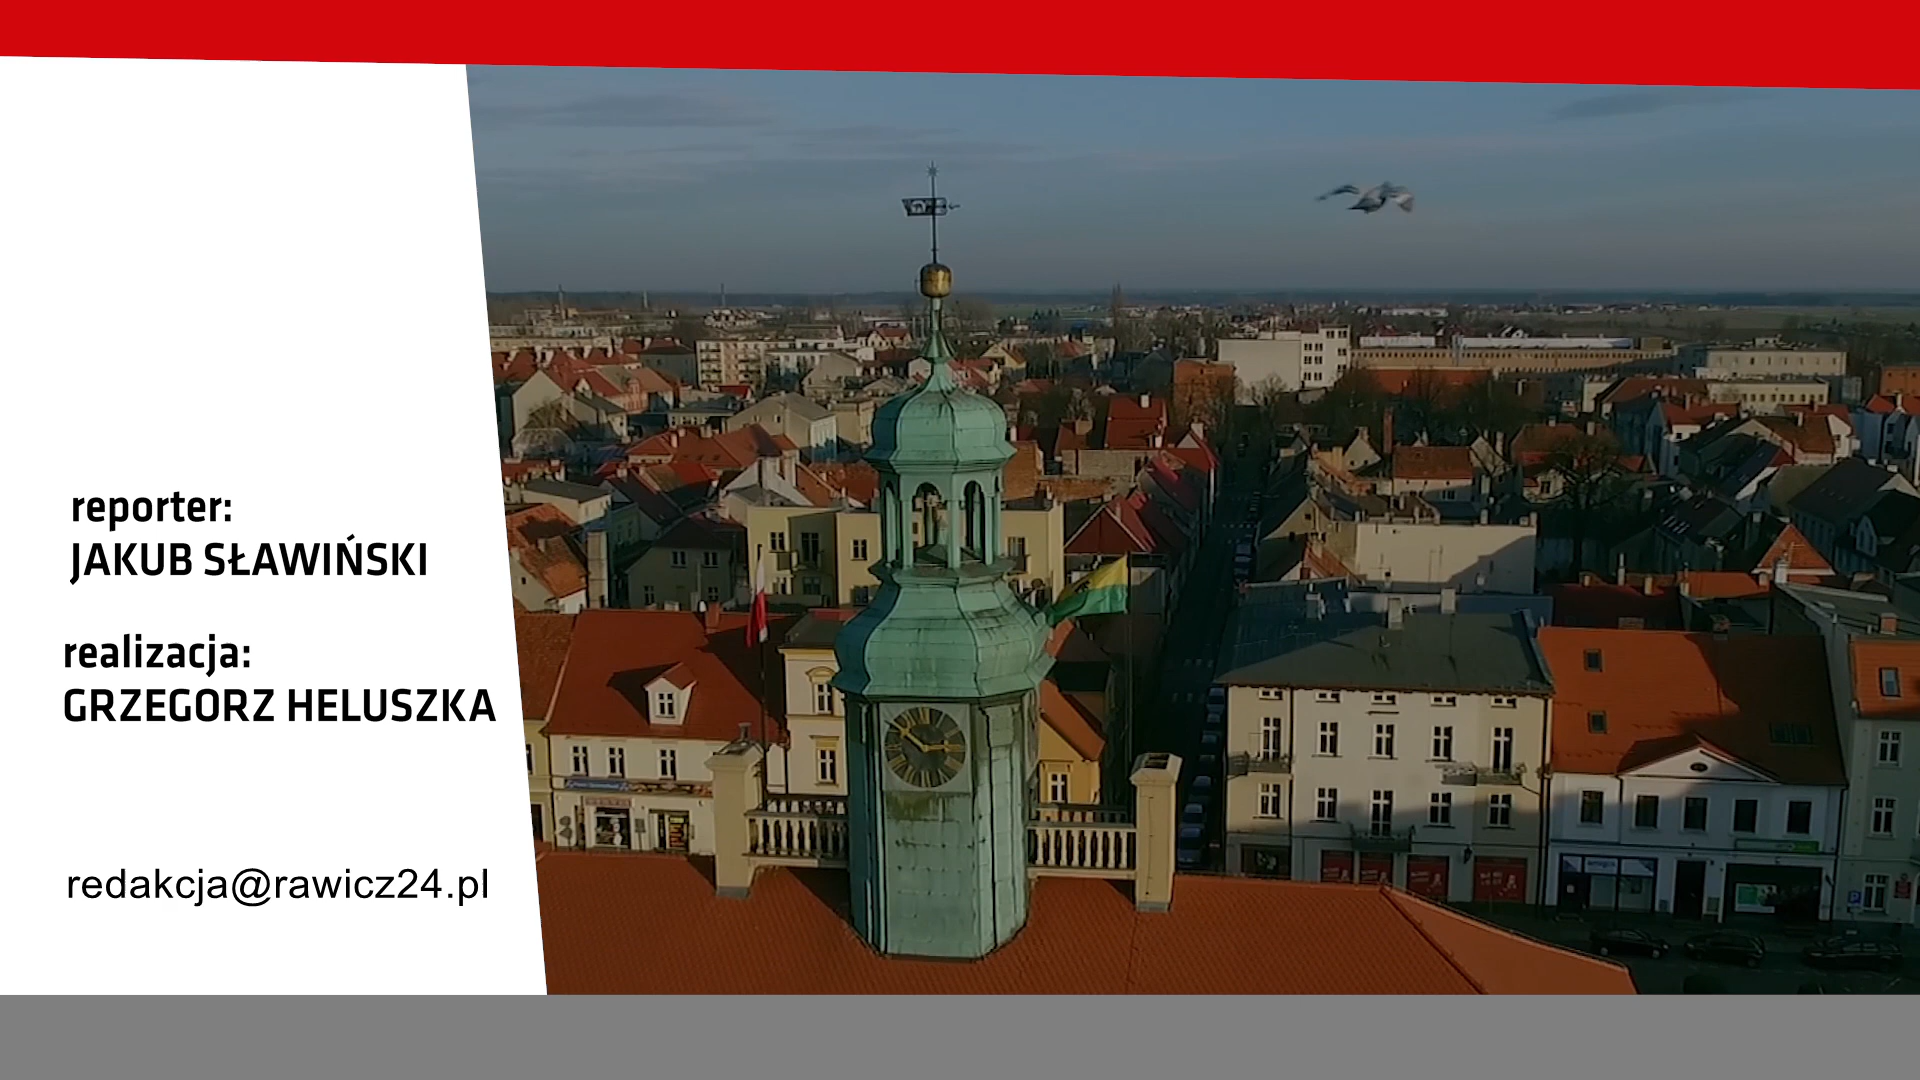 reporter:
JAKUB SŁAWIŃSKI
realizacja:
GRZEGORZ HELUSZKA
redakcja@rawicz24.pl